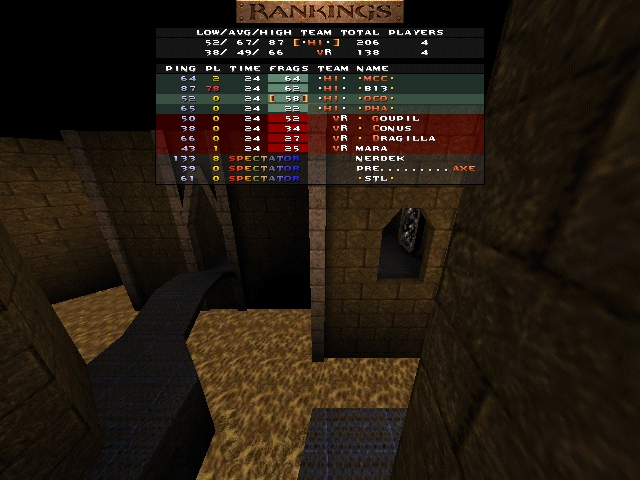 RANKINGS
LOW/AVG/HIGH TEAM TOTAL PLAYERS
52/ 67/ 87 [·HI·] 206 4
38/ 49/ 66 VR 138 4
PING PL TIME FRAGS TEAM NAME
64 2 24 64 ·HI· ·MCC·
87 78 24 62 ·HI· ·B13·
52 0 24 [ 58 ] ·HI· ·OCO·
65 0 24 22 ·HI· ·PHA·
50 0 24 52 VR · GOUPIL
38 0 24 34 VR · CONUS
66 0 24 27 VR · DRAGILLA
43 1 24 25 VR MARA
133 8 SPECTATOR NERDEK
39 0 SPECTATOR PRE.........AXE
61 0 SPECTATOR ·STL·